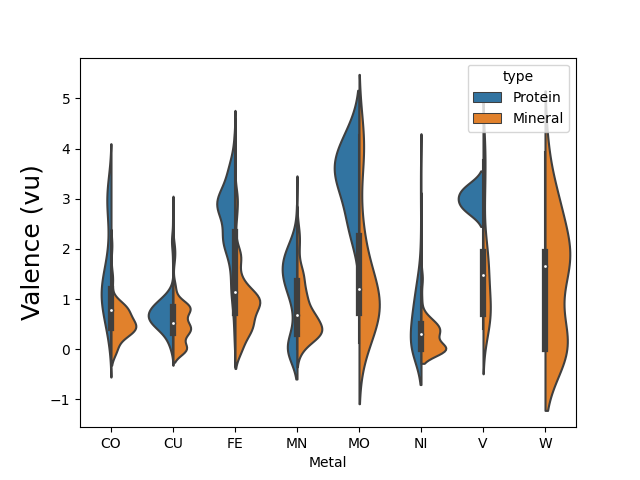 type
Protein
Mineral
Valence (vu)
5
4
3
2
1
0
−1
CO CU FE MN MO NI V W
Metal